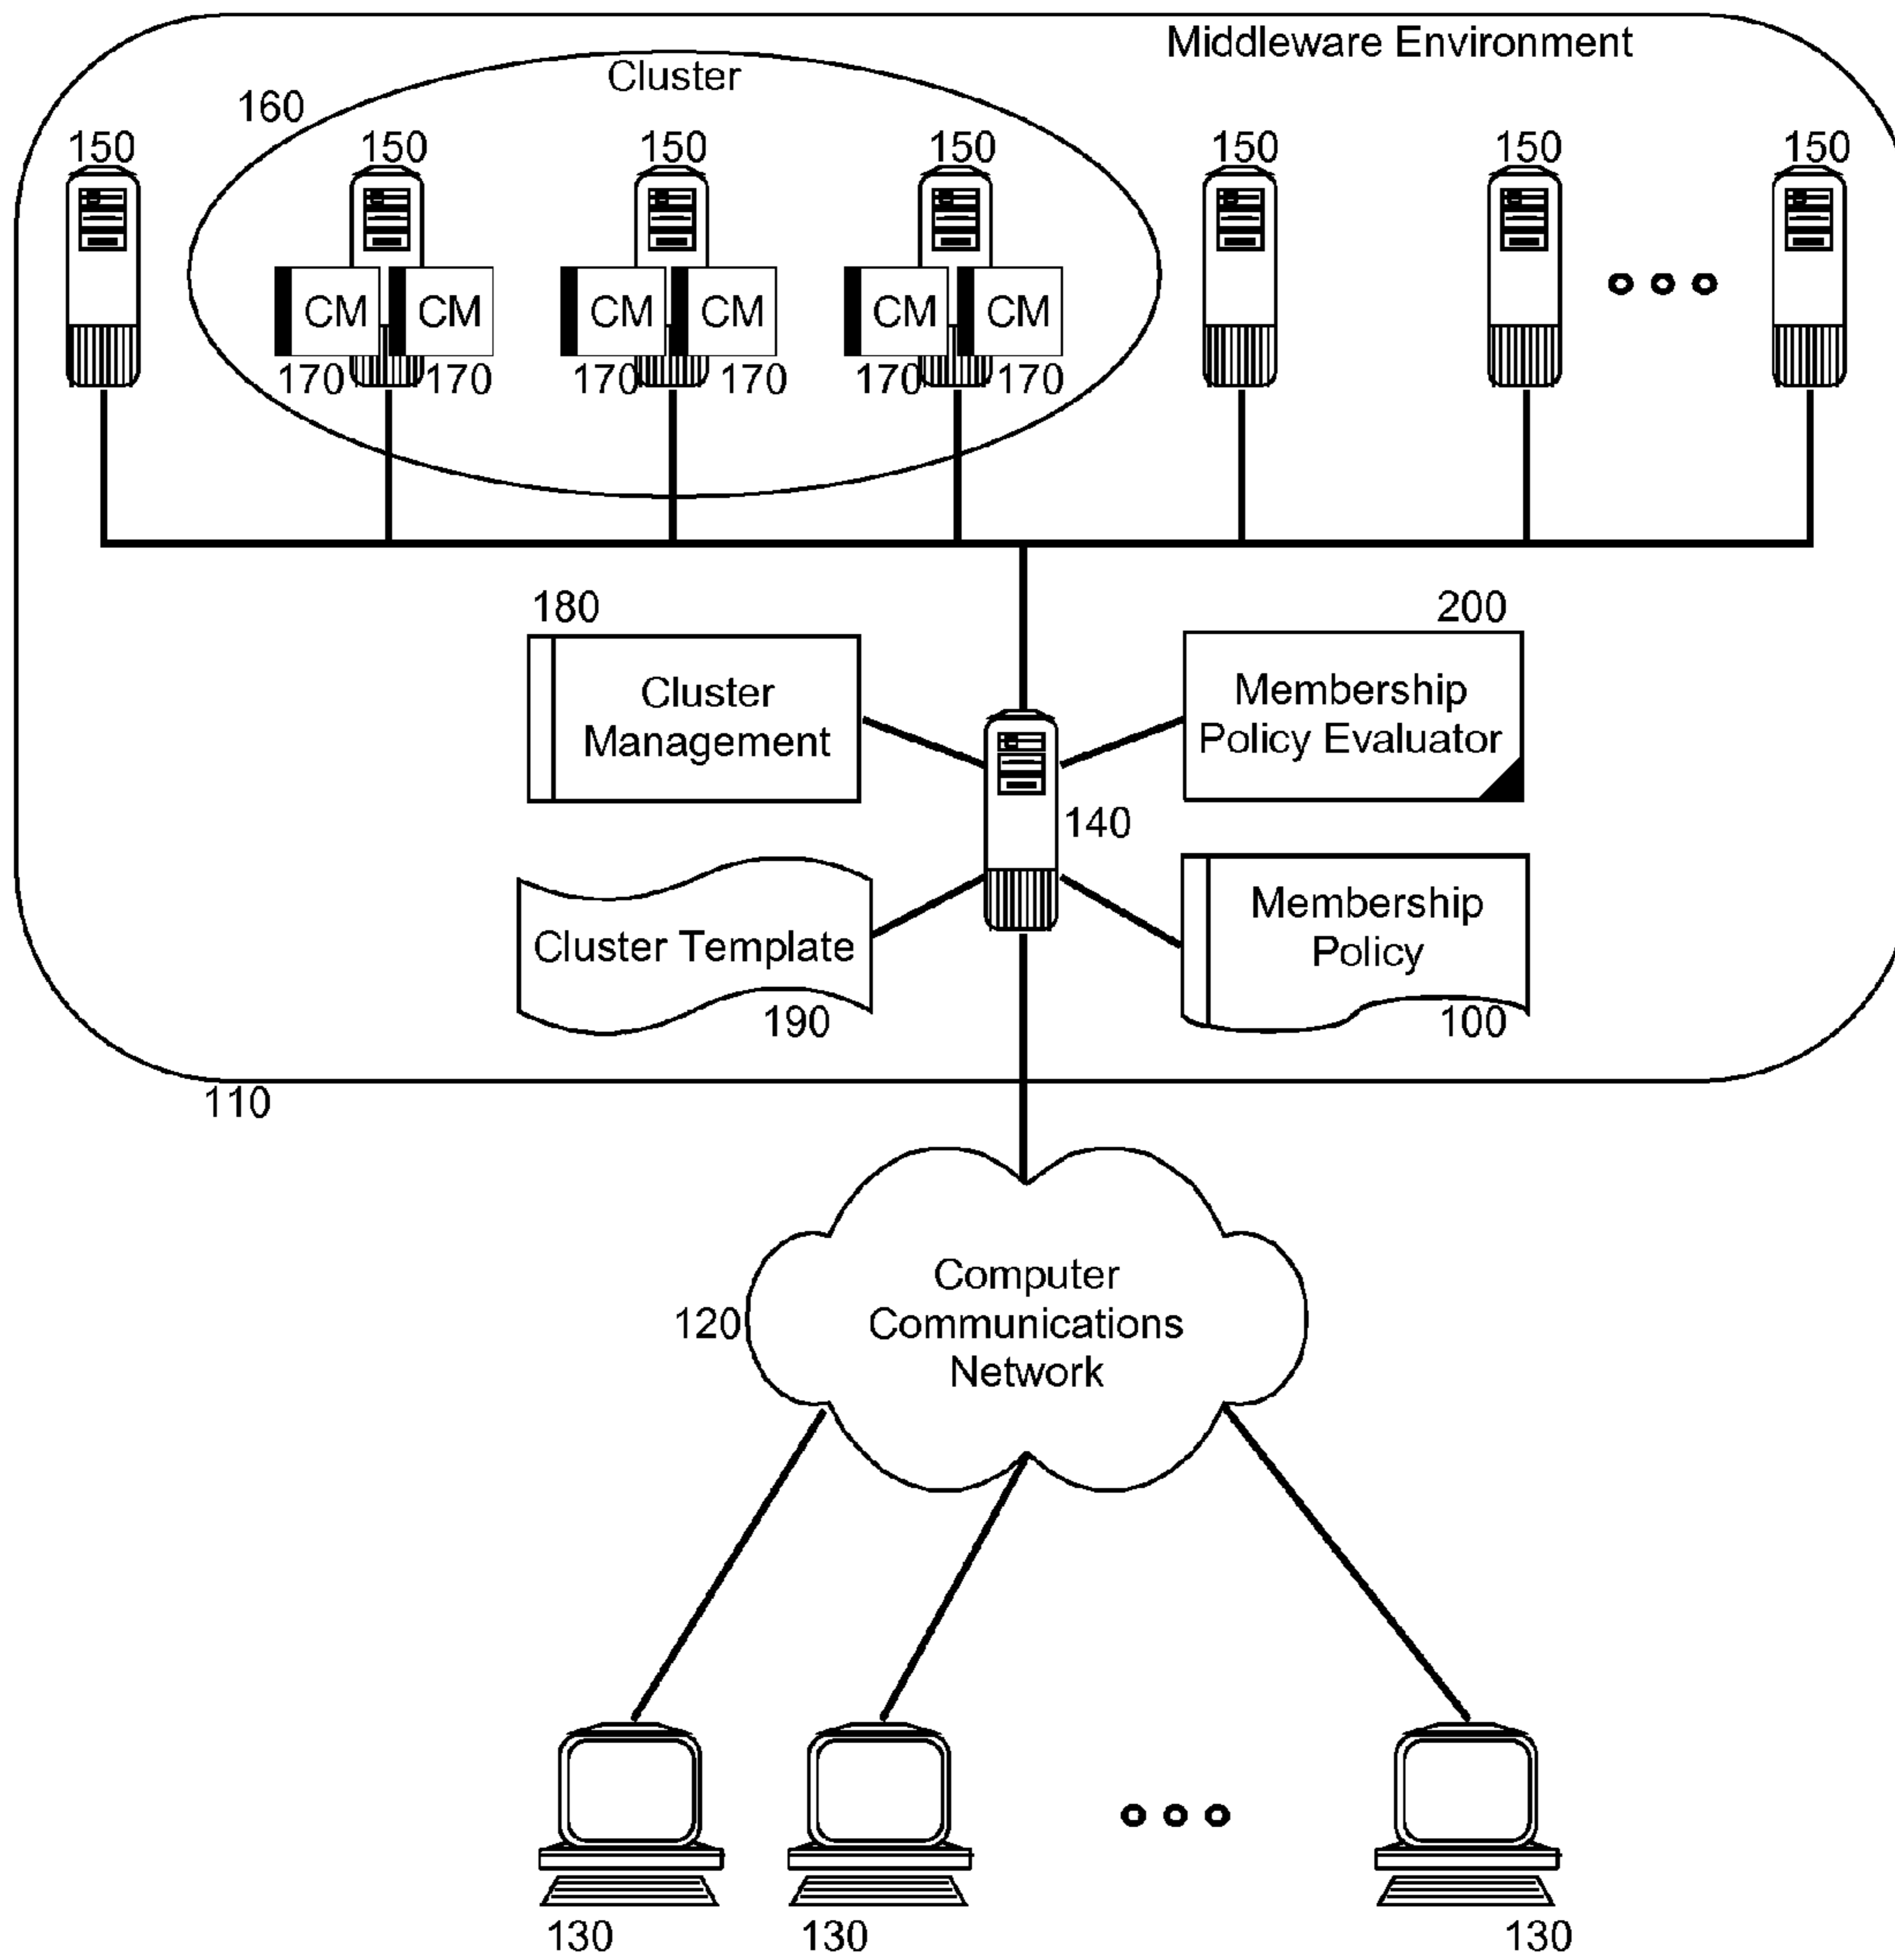 Middleware Environment
Cluster
160
150 150 150 150 150 150 150
CM CM CM CM CM CM
170 170 170 170 170 170
180
200
Cluster
Management
Membership
Policy Evaluator
140
Cluster Template
190
Membership
Policy
100
110
120
Computer
Communications
Network
130 130 130